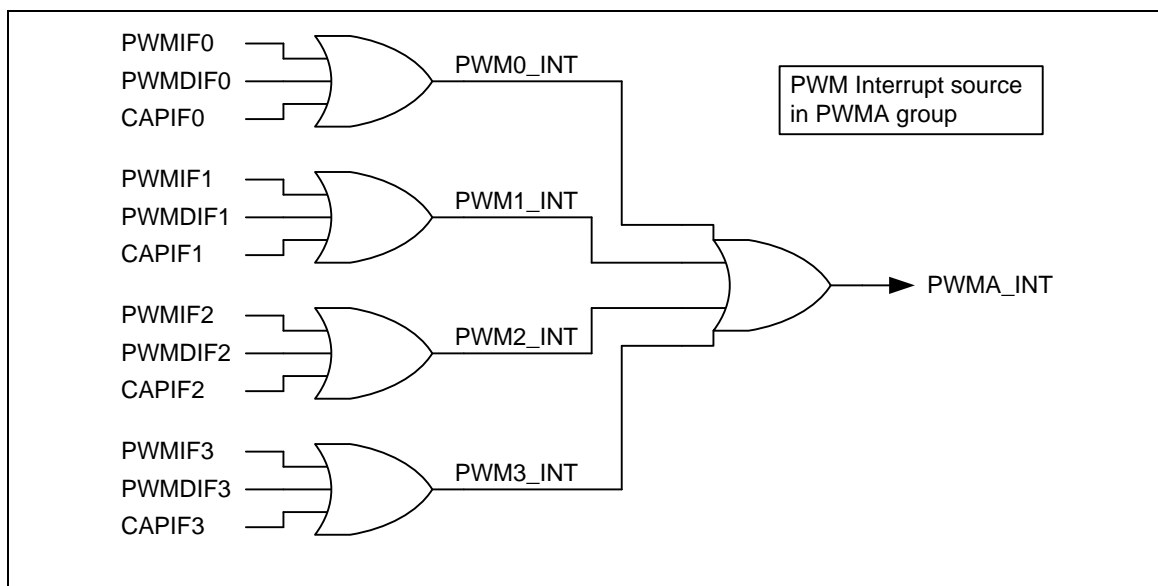 PWMIF0
PWMDIF0
CAPIF0
PWM0_INT
PWM Interrupt source
in PWMA group
PWMIF1
PWMDIF1
CAPIF1
PWM1_INT
PWMA_INT
PWMIF2
PWMDIF2
CAPIF2
PWM2_INT
PWMIF3
PWMDIF3
CAPIF3
PWM3_INT